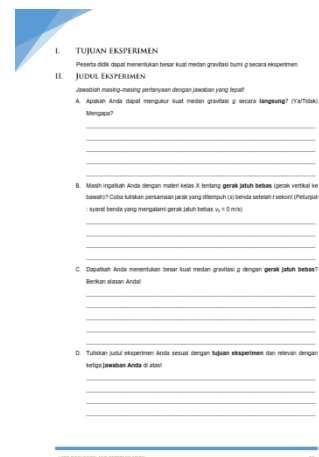 I. TUJUAN EKSPERIMEN
Peserta didik dapat menentukan besar kuat medan gravitasi bumi g secara eksperimen
II. JUDUL EKSPERIMEN
Jawablah masing-masing pertanyaan dengan jawaban yang tepat!
A. Apakah Anda dapat mengukur kuat medan gravitasi g secara langsung? (Ya/Tidak)
Mengapa?
B. Masih ingatkah Anda dengan materi kelas X tentang gerak jatuh bebas (gerak vertikal ke
bawah)? Coba tuliskan persamaan jarak yang ditempuh (s) benda setelah t sekon! (Petunjuk
: syarat benda yang mengalami gerak jatuh bebas v₀ = 0 m/s)
C. Dapatkah Anda menentukan besar kuat medan gravitasi g dengan gerak jatuh bebas?
Berikan alasan Anda!
D. Tuliskan judul eksperimen Anda sesuai dengan tujuan eksperimen dan relevan dengan
ketiga jawaban Anda di atas!